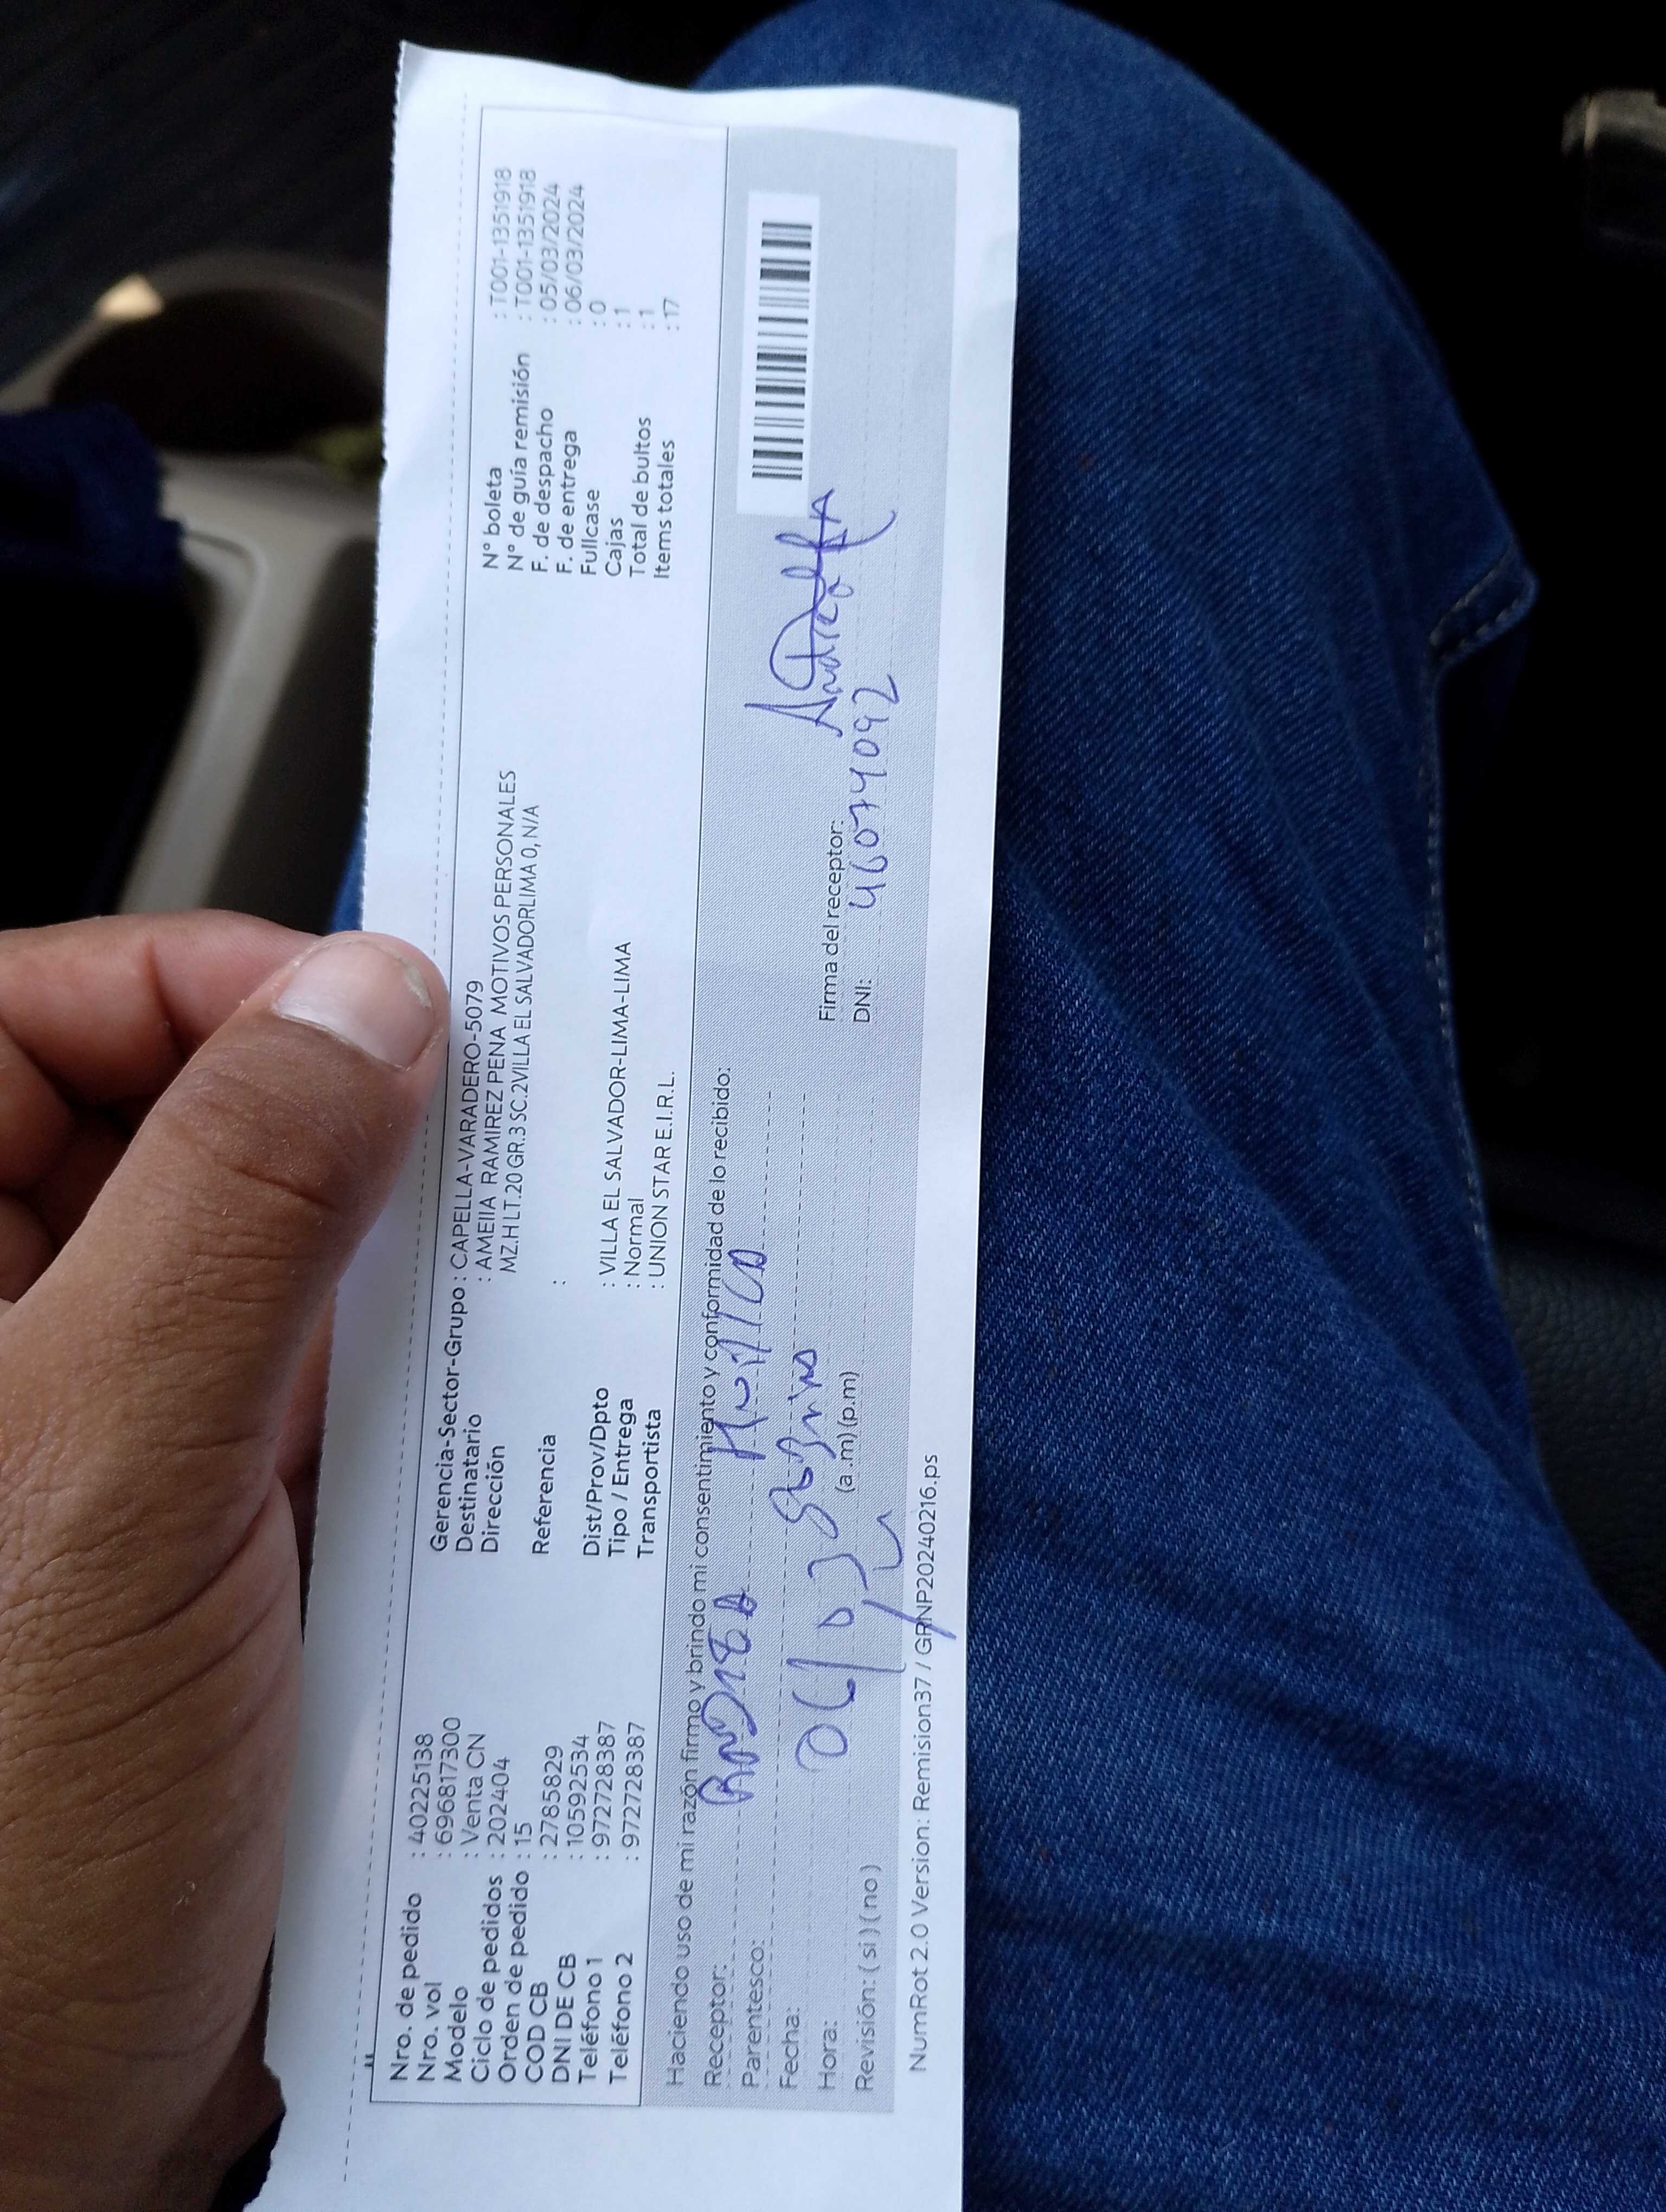 Nro. de pedido : 40225138
Nro. vol : 696817300
Modelo : Venta CN
Ciclo de pedidos : 202404
Orden de pedido : 15
COD CB : 2785829
DNI DE CB : 10592534
Teléfono 1 : 972728387
Teléfono 2 : 972728387
Gerencia-Sector-Grupo : CAPELLA-VARADERO-5079
Destinatario : AMEIIA RAMIREZ PENA MOTIVOS PERSONALES
Dirección MZ.H LT.20 GR.3 SC.2VILLA EL SALVADORLIMA 0, N/A
Referencia :
Dist/Prov/Dpto : VILLA EL SALVADOR-LIMA-LIMA
Tipo / Entrega : Normal
Transportista : UNION STAR E.I.R.L.
N° boleta : T001-1351918
N° de guía remisión : T001-1351918
F. de despacho : 05/03/2024
F. de entrega : 06/03/2024
Fullcase : 0
Cajas : 1
Total de bultos : 1
Items totales : 17
Haciendo uso de mi razón firmo y brindo mi consentimiento y conformidad de lo recibido:
Receptor:
Parentesco:
Fecha:
Hora: (a .m) (p.m)
Revisión: ( si ) ( no )
Firma del receptor:
DNI: 46074092
NumRot 2.0 Version: Remision37 / GRNP20240216.ps